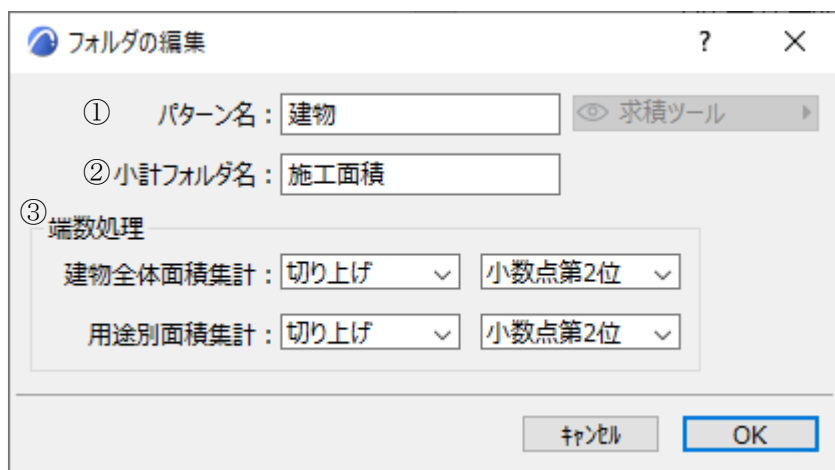 フォルダの編集 ? ×
① パターン名：建物 求積ツール
② 小計フォルダ名：施工面積
③ 端数処理
建物全体面積集計：切り上げ 小数点第2位
用途別面積集計：切り上げ 小数点第2位
ｷｬﾝｾﾙ OK